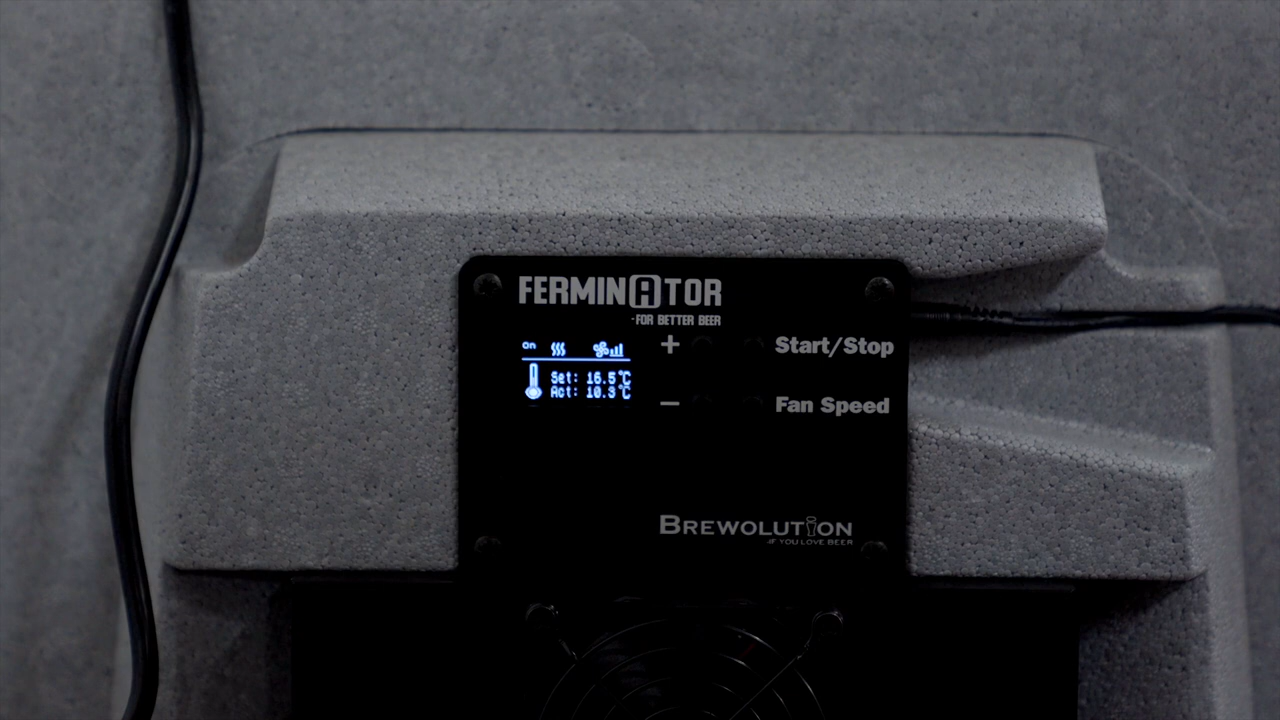 FERMINATOR
-FOR BETTER BEER
on
+ Start/Stop
Set: 16.5°C
Act: 10.3°C
- Fan Speed
BREWOLUTION
-IF YOU LOVE BEER